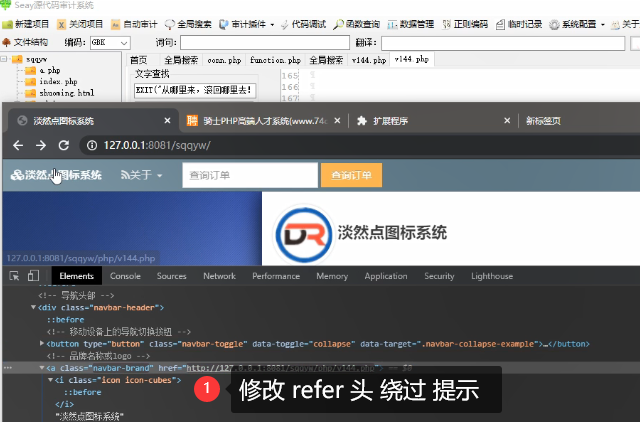 Seay源代码审计系统
新建项目 关闭项目 自动审计 全局搜索 审计插件 代码调试 函数查询 数据管理 正则编码 临时记录 系统配置 关于
文件结构 编码: GBK 词句: 翻译:
sqqyw
a.php
index.php
shuoming.html
首页 全局搜索 conn.php function.php 全局搜索 v144.php v144.php
文字查找
EXIT("从哪里来，滚回哪里去!
165
166
167
淡然点图标系统 骑士PHP高端人才系统(www.74c 扩展程序 新标签页
127.0.0.1:8081/sqqyw/
淡然点图标系统 关于 查询订单 查询订单
DR 淡然点图标系统
127.0.0.1:8081/sqqyw/php/v144.php
Elements Console Sources Network Performance Memory Application Security Lighthouse
<!-- 导航头部 -->
<div class="navbar-header">
::before
<!-- 移动设备上的导航切换按钮 -->
<button type="button" class="navbar-toggle" data-toggle="collapse" data-target=".navbar-collapse-example">…</button>
<!-- 品牌名称或logo -->
<a class="navbar-brand" href="http://127.0.0.1:8081/sqqyw/php/v144.php"> == $0
<i class="icon icon-cubes">
::before
</i>
"淡然点图标系统"
1 修改 refer 头 绕过 提示